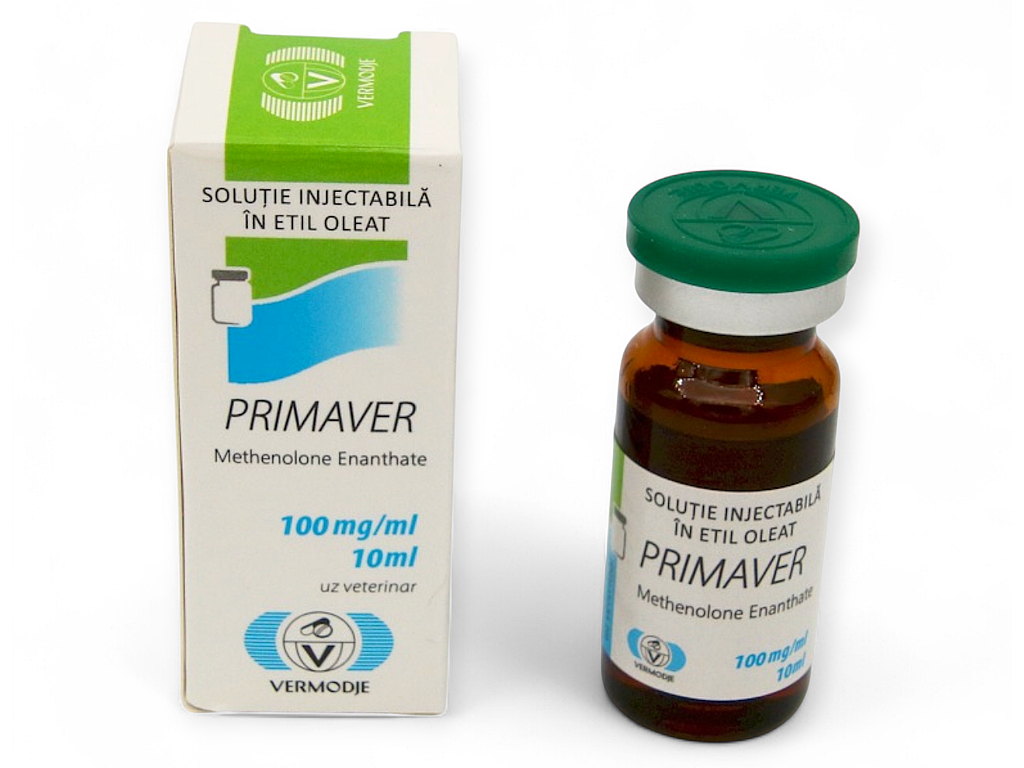 VERMODJE
SOLUȚIE INJECTABILĂ
ÎN ETIL OLEAT
PRIMAVER
Methenolone Enanthate
100 mg/ml
10ml
uz veterinar
V
VERMODJE
SOLUȚIE INJECTABILĂ
ÎN ETIL OLEAT
PRIMAVER
Methenolone Enanthate
100 mg/ml
10ml
V
VERMODJE